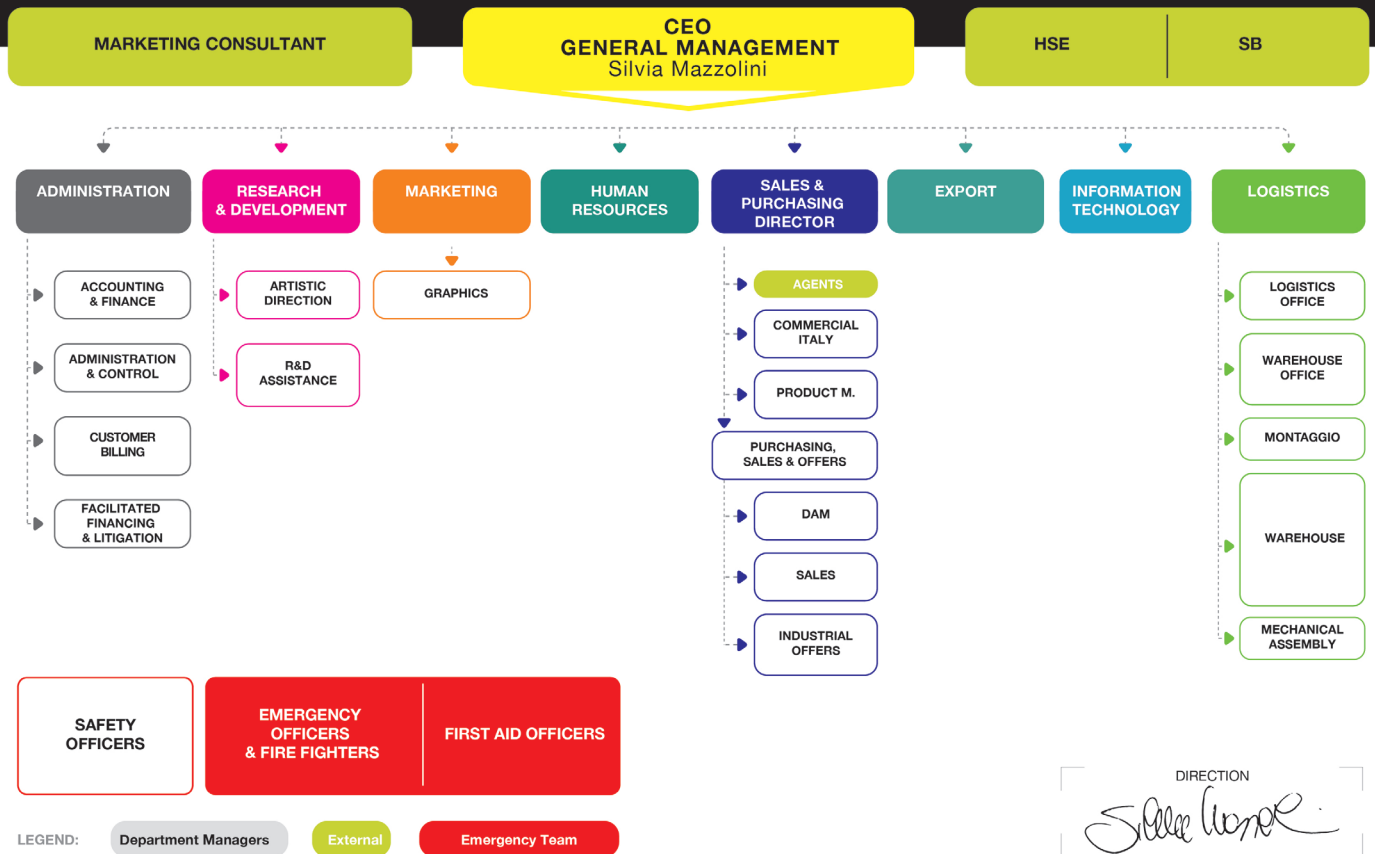 MARKETING CONSULTANT
CEO
GENERAL MANAGEMENT
Silvia Mazzolini
HSE
SB
ADMINISTRATION
RESEARCH
& DEVELOPMENT
MARKETING
HUMAN
RESOURCES
SALES &
PURCHASING
DIRECTOR
EXPORT
INFORMATION
TECHNOLOGY
LOGISTICS
ACCOUNTING
& FINANCE
ADMINISTRATION
& CONTROL
CUSTOMER
BILLING
FACILITATED
FINANCING
& LITIGATION
ARTISTIC
DIRECTION
R&D
ASSISTANCE
GRAPHICS
AGENTS
COMMERCIAL
ITALY
PRODUCT M.
PURCHASING,
SALES & OFFERS
DAM
SALES
INDUSTRIAL
OFFERS
LOGISTICS
OFFICE
WAREHOUSE
OFFICE
MONTAGGIO
WAREHOUSE
MECHANICAL
ASSEMBLY
SAFETY
OFFICERS
EMERGENCY
OFFICERS
& FIRE FIGHTERS
FIRST AID OFFICERS
DIRECTION
LEGEND:
Department Managers
External
Emergency Team